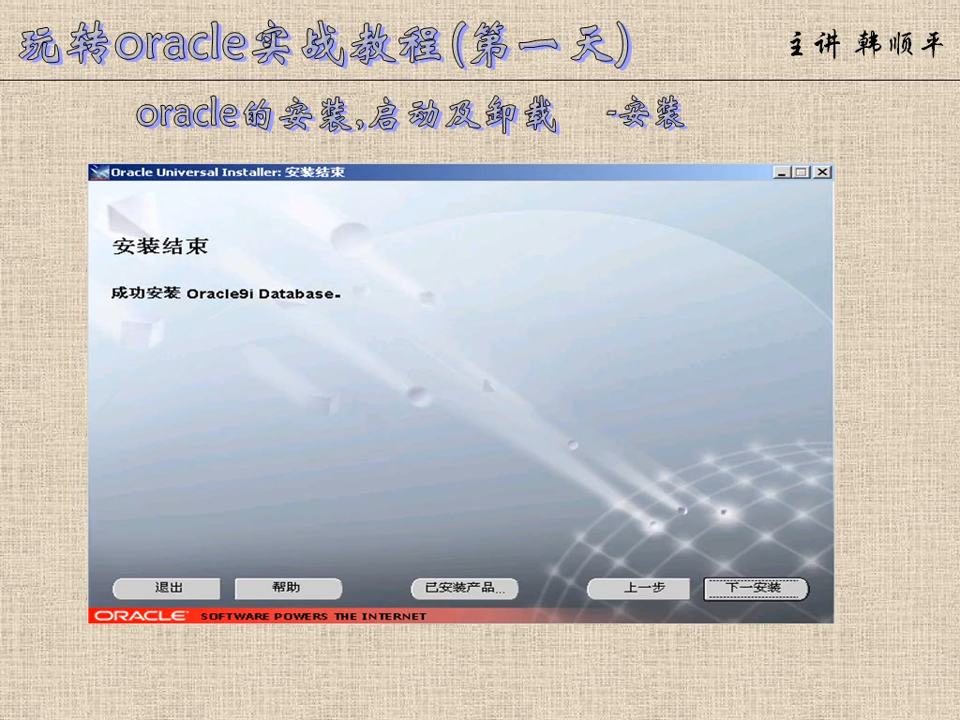 玩转oracle实战教程(第一天)
主讲 韩顺平
oracle的安装,启动及卸载 -安装
Oracle Universal Installer: 安装结束
安装结束
成功安装 Oracle9i Database.
退出 帮助 已安装产品... 上一步 下一安装
ORACLE SOFTWARE POWERS THE INTERNET